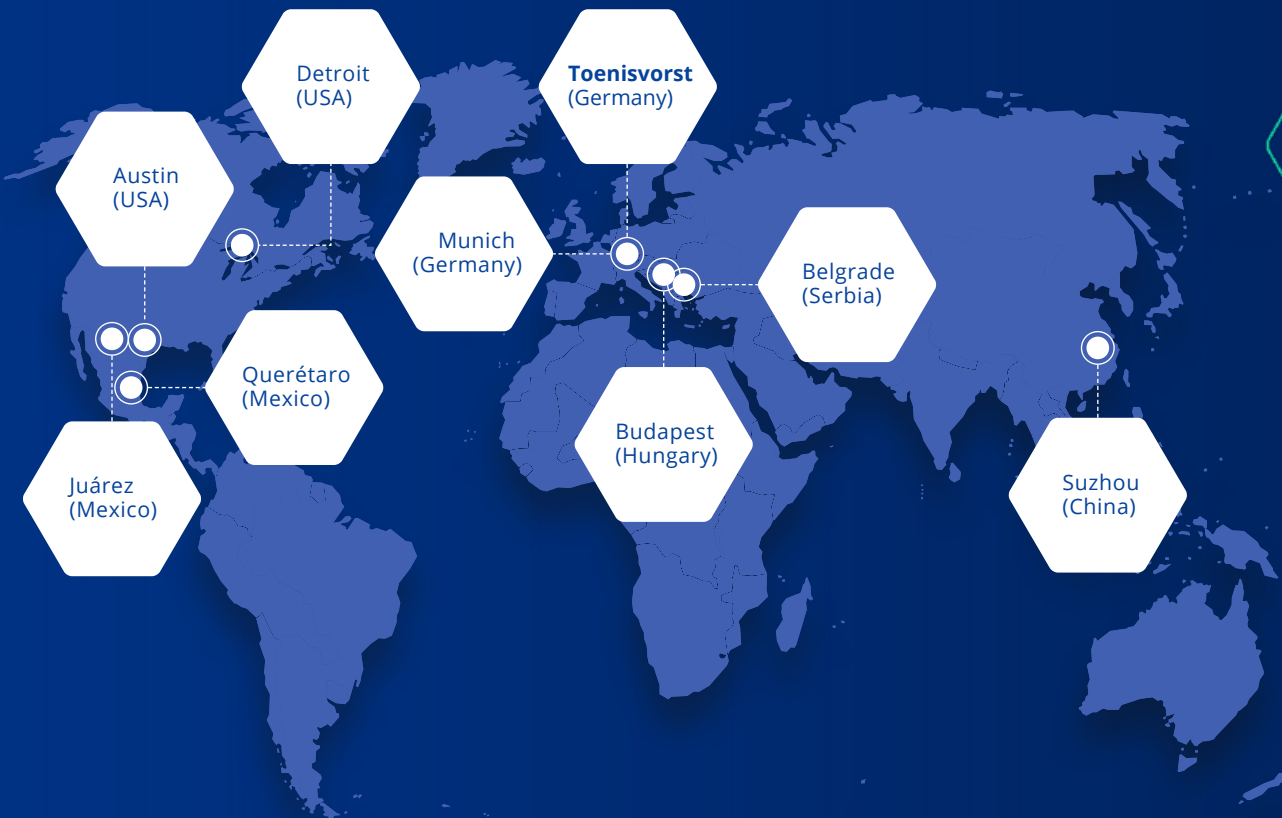 Detroit
(USA)
Toenisvorst
(Germany)
Austin
(USA)
Munich
(Germany)
Belgrade
(Serbia)
Querétaro
(Mexico)
Budapest
(Hungary)
Juárez
(Mexico)
Suzhou
(China)